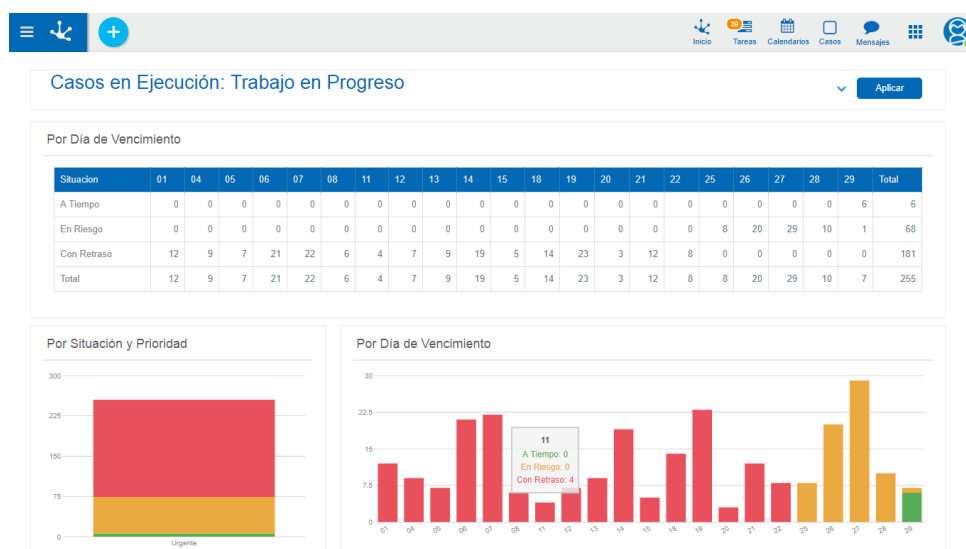 39
Inicio Tareas Calendarios Casos Mensajes
Casos en Ejecución: Trabajo en Progreso
Aplicar
Por Día de Vencimiento
Situacion 01 04 05 06 07 08 11 12 13 14 15 18 19 20 21 22 25 26 27 28 29 Total
A Tiempo 0 0 0 0 0 0 0 0 0 0 0 0 0 0 0 0 0 0 0 0 6 6
En Riesgo 0 0 0 0 0 0 0 0 0 0 0 0 0 0 0 0 8 20 29 10 1 68
Con Retraso 12 9 7 21 22 6 4 7 9 19 5 14 23 3 12 8 0 0 0 0 0 181
Total 12 9 7 21 22 6 4 7 9 19 5 14 23 3 12 8 8 20 29 10 7 255
Por Situación y Prioridad
300
225
150
75
0
Urgente
Por Día de Vencimiento
30
22.5
15
7.5
0
11
A Tiempo: 0
En Riesgo: 0
Con Retraso: 4
01 04 05 06 07 08 11 12 13 14 15 18 19 20 21 22 25 26 27 28 29